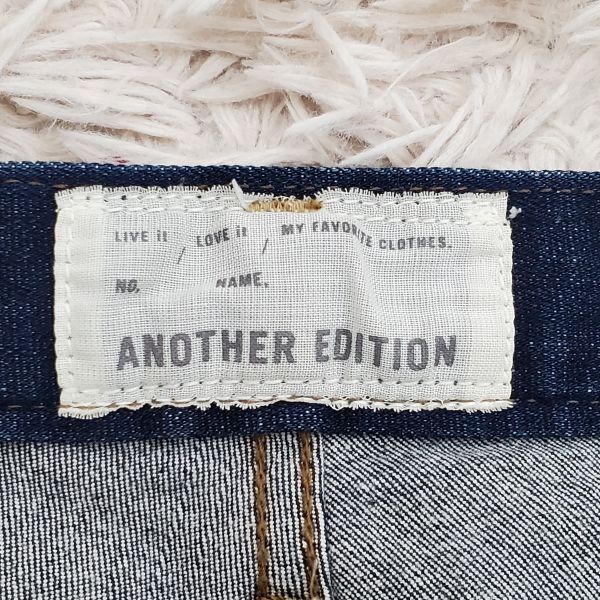 LIVE it / LOVE it / MY FAVORITE CLOTHES.
NO. NAME.
ANOTHER EDITION